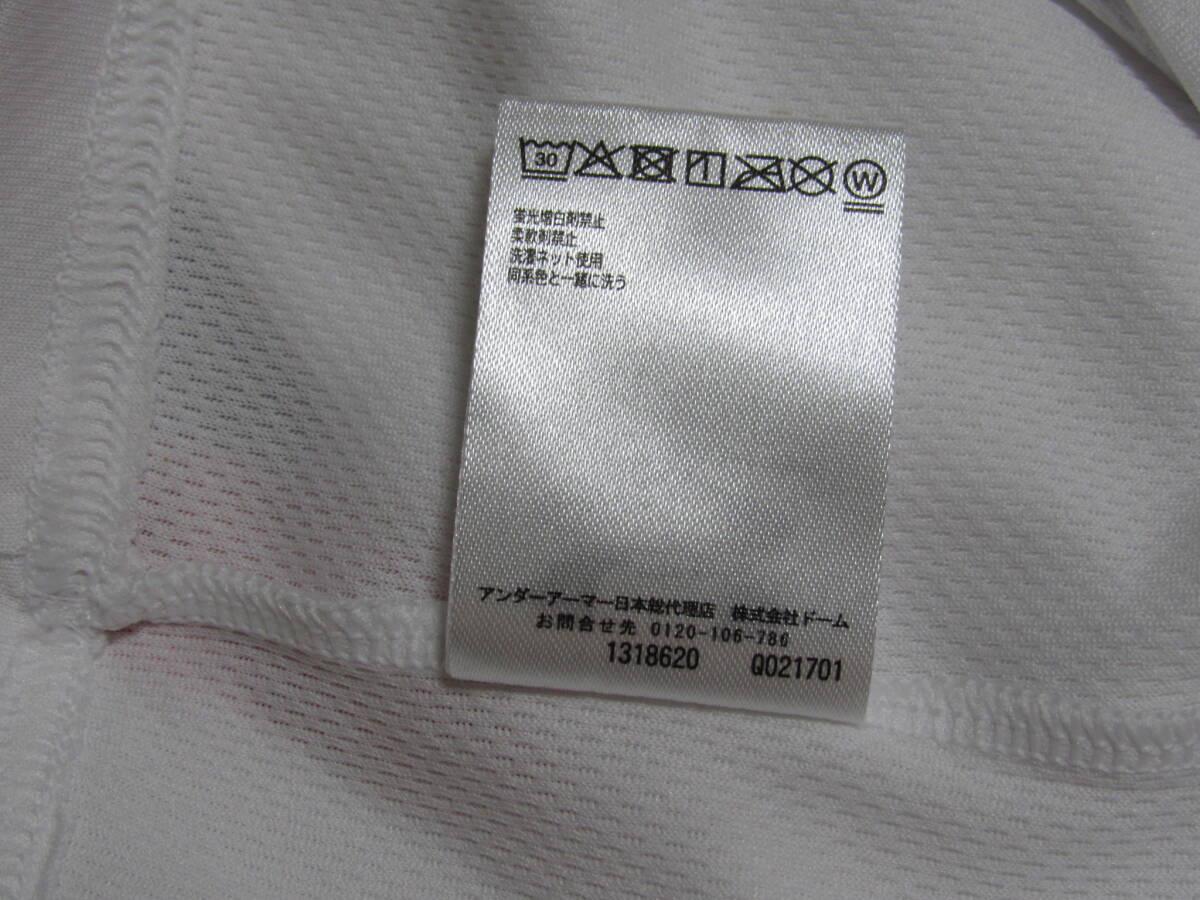 30 W
蛍光増白剤禁止
柔軟剤禁止
洗濯ネット使用
同系色と一緒に洗う
アンダーアーマー日本総代理店 株式会社ドーム
お問合せ先 0120-106-786
1318620 Q021701